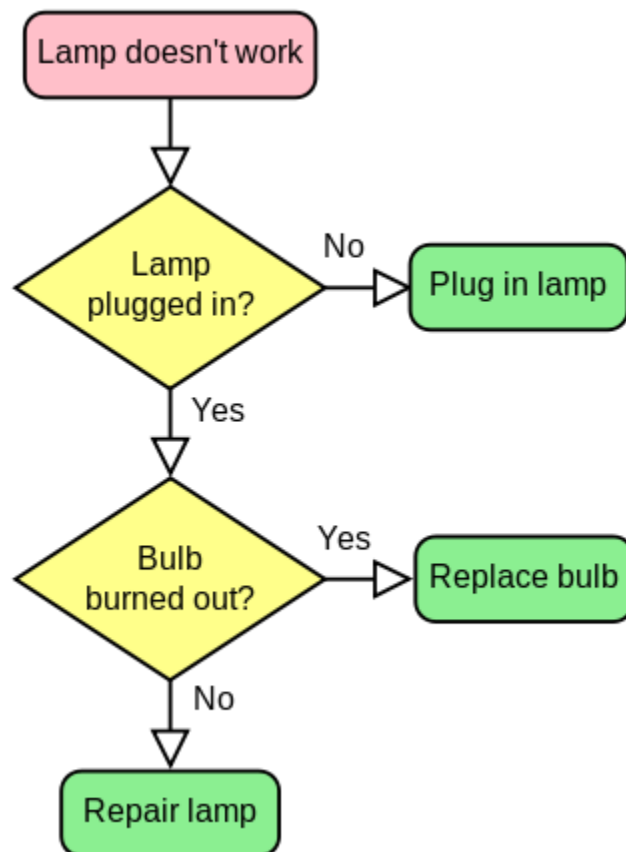 Lamp doesn't work
Lamp
plugged in?
No
Plug in lamp
Yes
Bulb
burned out?
Yes
Replace bulb
No
Repair lamp